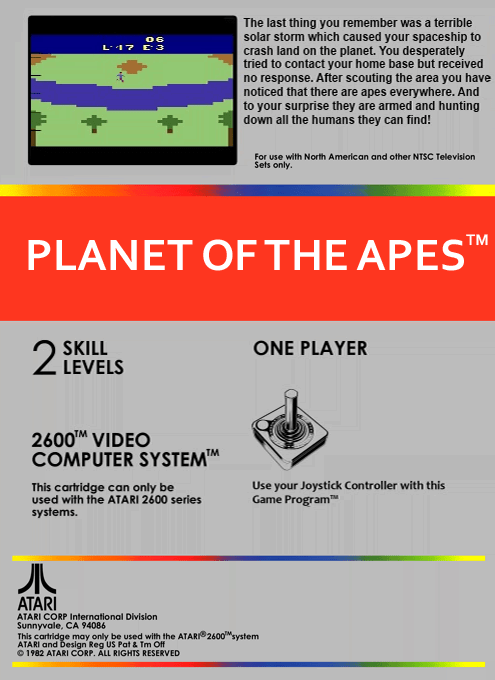 06
L:47 E:3
The last thing you remember was a terrible
solar storm which caused your spaceship to
crash land on the planet. You desperately
tried to contact your home base but received
no response. After scouting the area you have
noticed that there are apes everywhere. And
to your surprise they are armed and hunting
down all the humans they can find!
For use with North American and other NTSC Television
Sets only.
PLANET OF THE APES™
2 SKILL
LEVELS
ONE PLAYER
2600™ VIDEO
COMPUTER SYSTEM™
This cartridge can only be
used with the ATARI 2600 series
systems.
Use your Joystick Controller with this
Game Program™
ATARI
ATARI CORP International Division
Sunnyvale, CA 94086
This cartridge may only be used with the ATARI®2600™system
ATARI and Design Reg US Pat & Tm Off
© 1982 ATARI CORP. ALL RIGHTS RESERVED